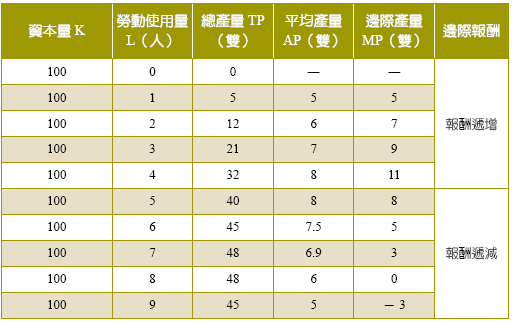 資本量 K 勞動使用量 L（人） 總產量 TP（雙） 平均產量 AP（雙） 邊際產量 MP（雙） 邊際報酬
100 0 0 — —
100 1 5 5 5
100 2 12 6 7
報酬遞增
100 3 21 7 9
100 4 32 8 11
100 5 40 8 8
100 6 45 7.5 5
100 7 48 6.9 3 報酬遞減
100 8 48 6 0
100 9 45 5 － 3